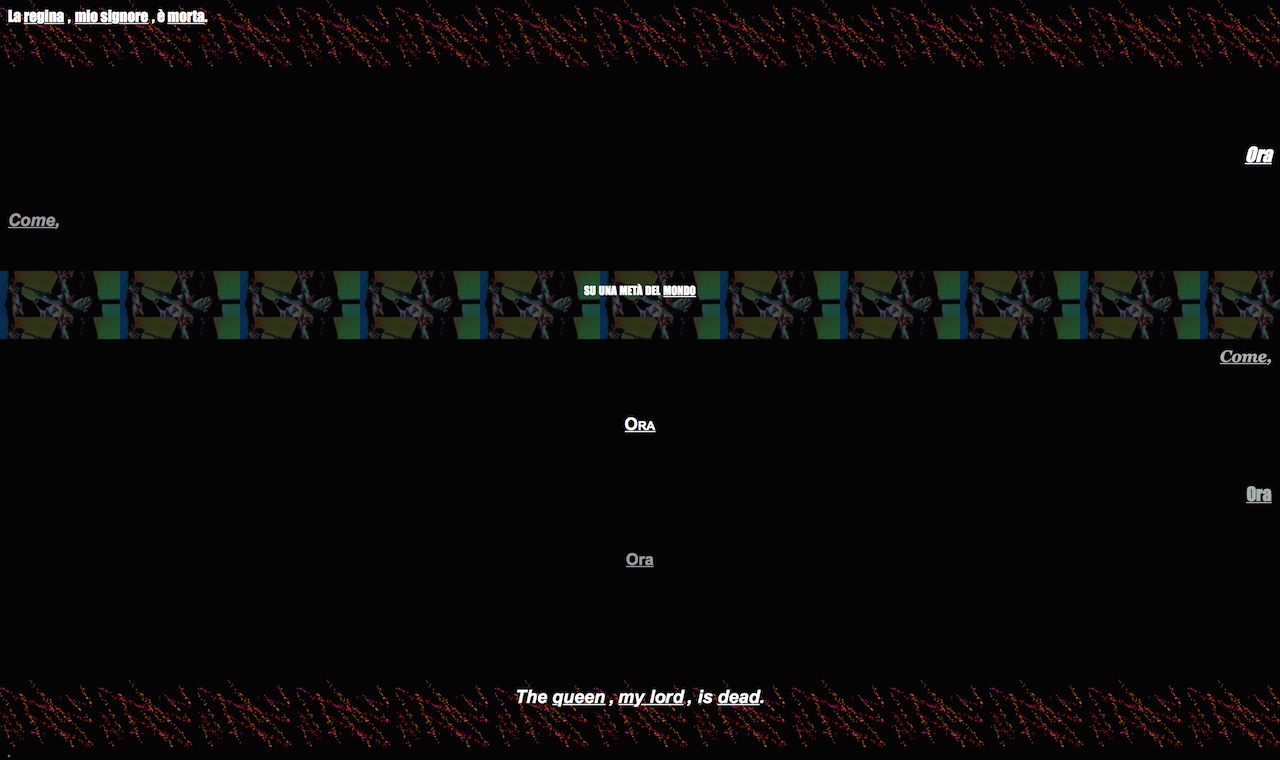 La regina , mio signore , è morta.
Ora
Come,
SU UNA METÀ DEL MONDO
Come,
Ora
Ora
Ora
The queen , my lord , is dead.
.